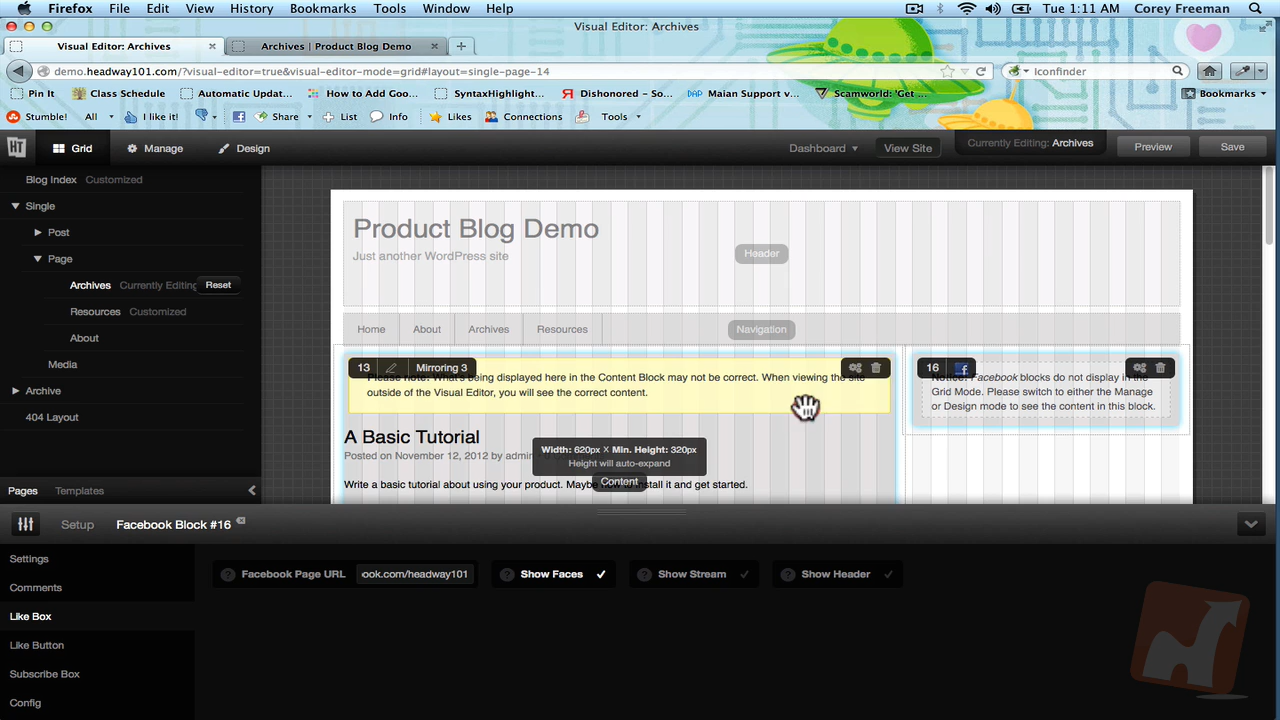 Firefox File Edit View History Bookmarks Tools Window Help Tue 1:11 AM Corey Freeman
Visual Editor: Archives
Visual Editor: Archives Archives | Product Blog Demo
demo.headway101.com/?visual-editor=true&visual-editor-mode=grid#layout=single-page-14 Iconfinder
Pin It Class Schedule Automate Updat... How to Add Goo... SyntaxHighlight... Dishonored - So... DAP Maian Support v... Scamworld: 'Get ... Bookmarks
Stumble! All I like it! Share List Info Likes Connections Tools
HT Grid Manage Design Dashboard View Site Currently Editing: Archives Preview Save
Blog Index Customized
Single
Post
Page
Archives Currently Editing Reset
Resources Customized
About
Media
Archive
404 Layout
Pages Templates
Product Blog Demo
Just another WordPress site
Header
Home About Archives Resources Navigation
13 Mirroring 3
Please note: What's being displayed here in the Content Block may not be correct. When viewing the site
outside of the Visual Editor, you will see the correct content.
A Basic Tutorial
Posted on November 12, 2012 by admin
Width: 620px X Min. Height: 320px
Height will auto-expand
Content
Write a basic tutorial about using your product. Maybe how to install it and get started.
16
Notice: Facebook blocks do not display in the
Grid Mode. Please switch to either the Manage
or Design mode to see the content in this block.
Setup Facebook Block #16
Settings
Comments
Like Box
Like Button
Subscribe Box
Config
? Facebook Page URL ook.com/headway101 ? Show Faces ? Show Stream ? Show Header